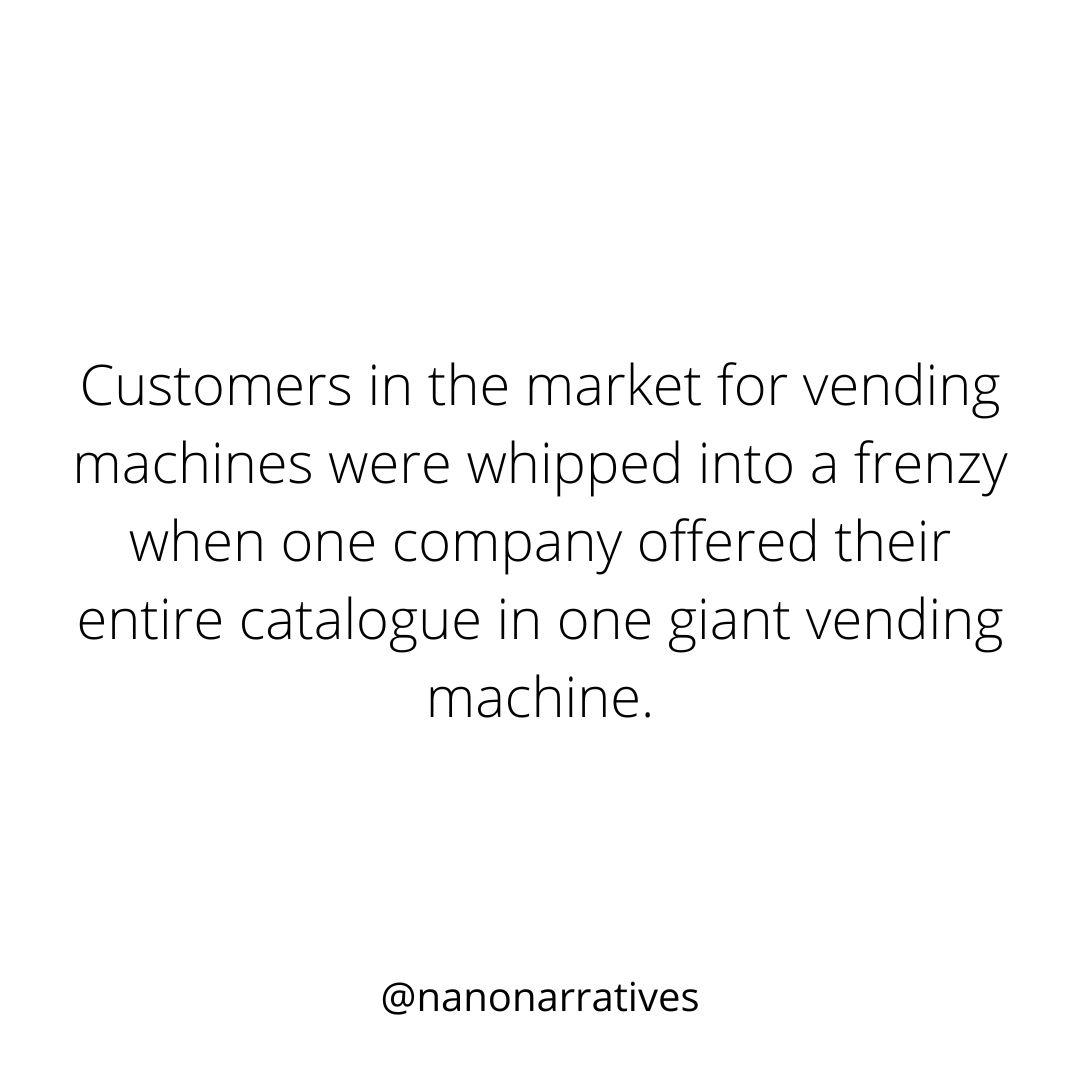 Customers in the market for vending
machines were whipped into a frenzy
when one company offered their
entire catalogue in one giant vending
machine.
@nanonarratives